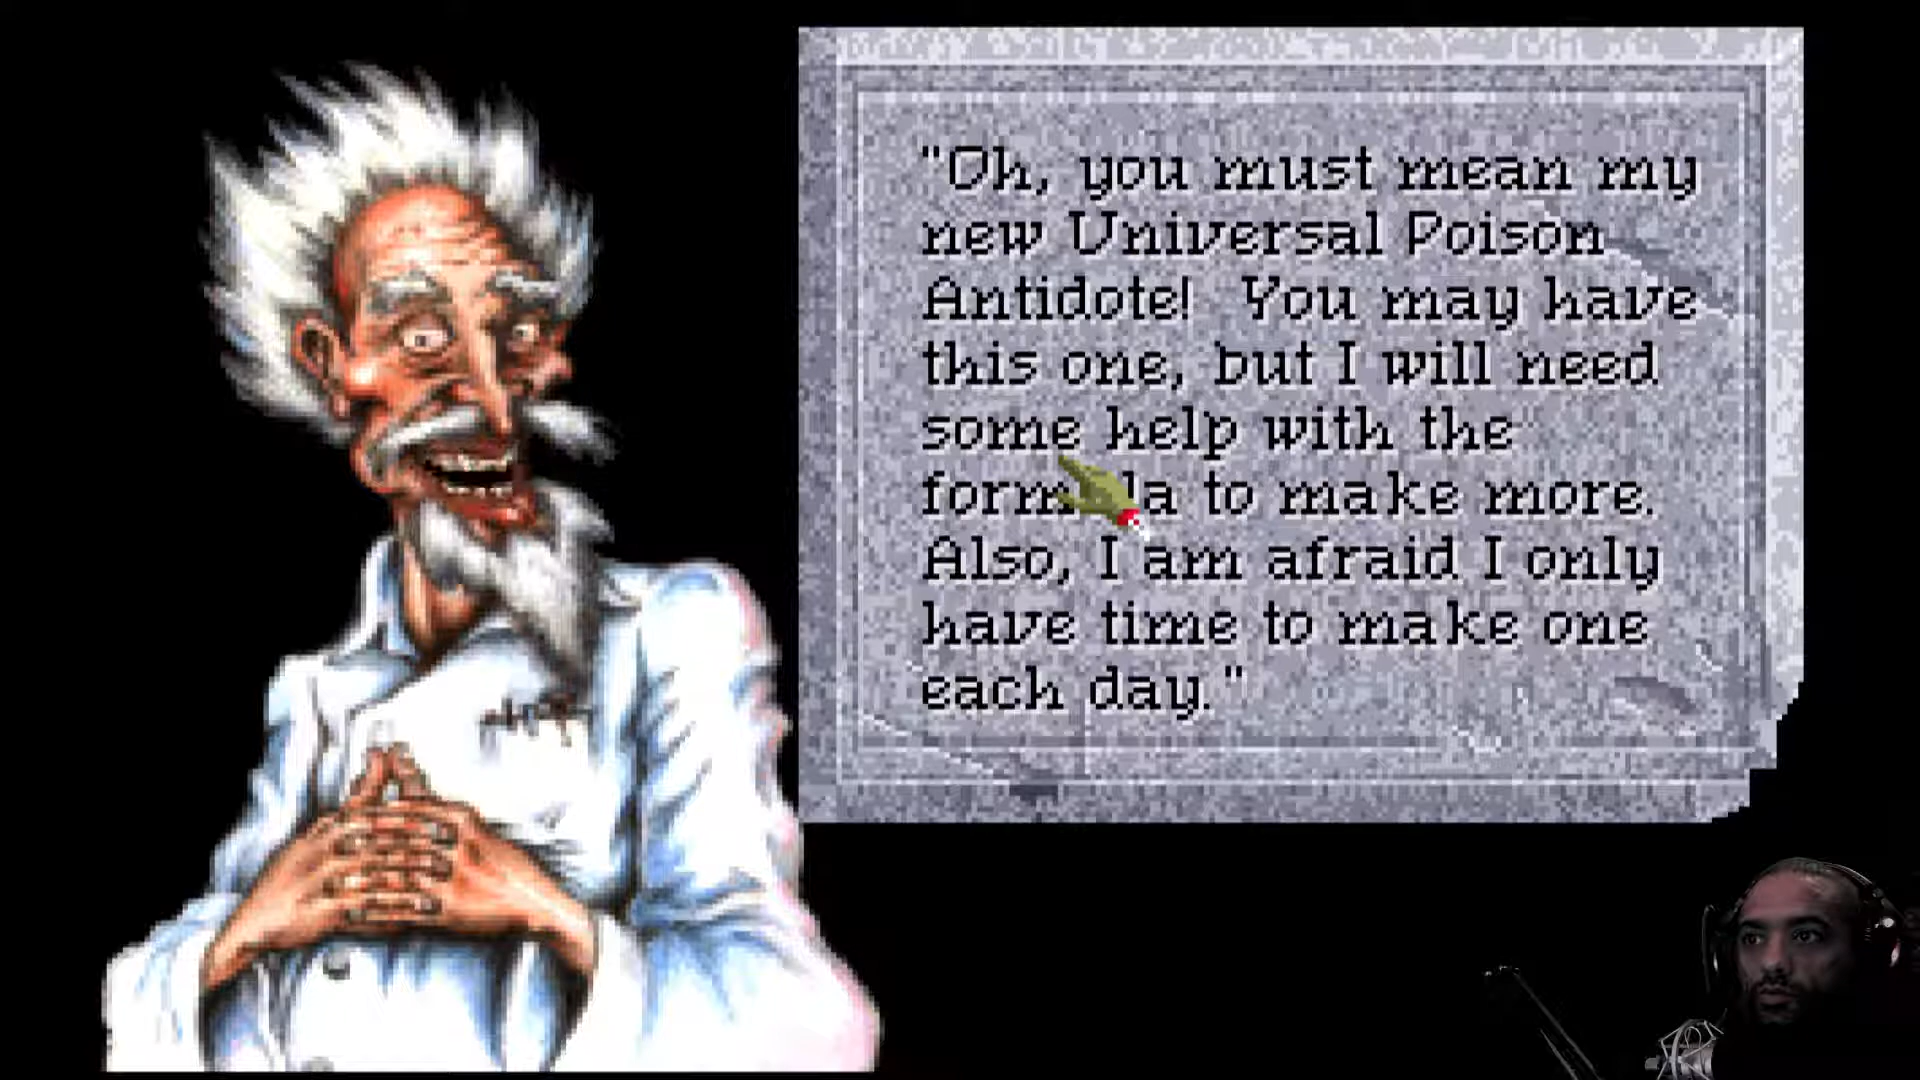 "Oh, you must mean my
new Universal Poison
Antidote!  You may have
this one, but I will need
some help with the
formula to make more.
Also, I am afraid I only
have time to make one
each day."